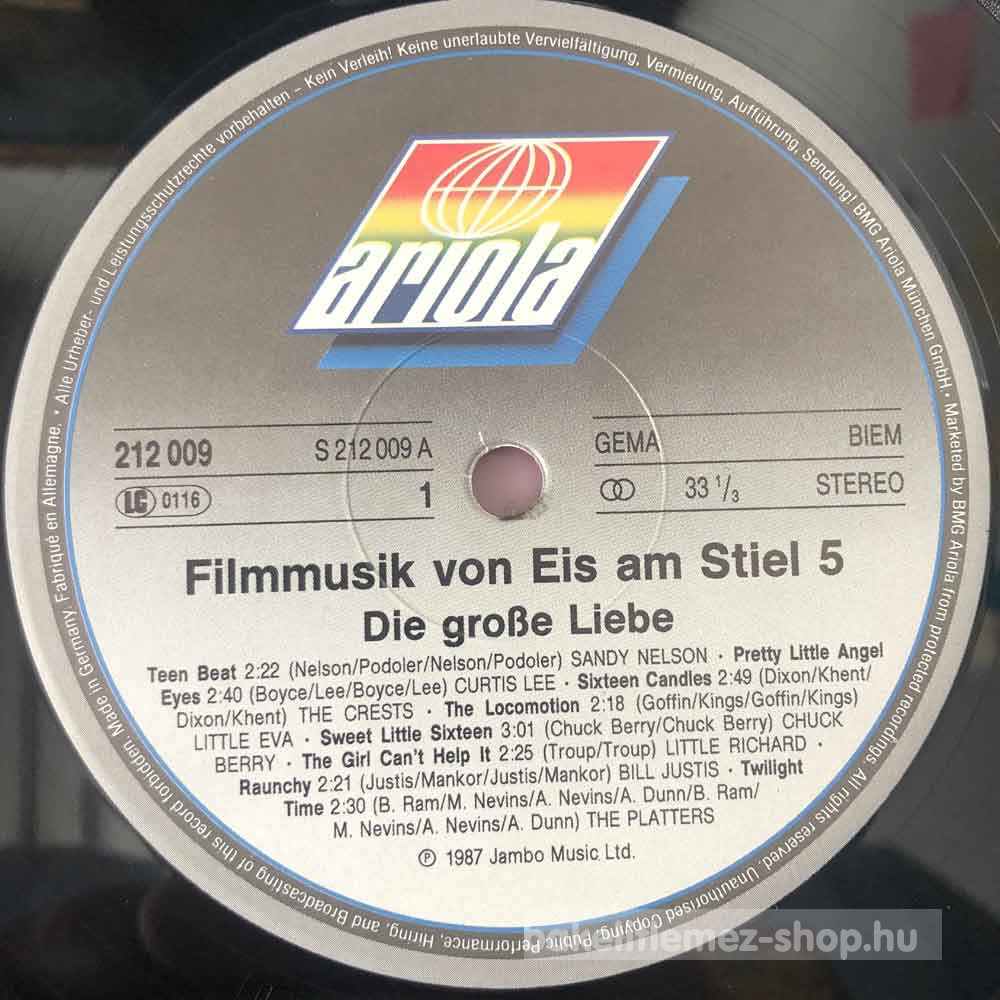 Alle Urheber- und Leistungsschutzrechte vorbehalten – Kein Verleih! Keine unerlaubte Vervielfältigung, Vermietung, Aufführung, Sendung! BMG Ariola München GmbH • Marketed by BMG Ariola from protected recordings. All rights reserved. Unauthorised Copying, Public Performance, Hiring, and Broadcasting of this record forbidden. Made in Germany. Fabriqué en Allemagne. •
ariola
212 009 S 212 009 A GEMA BIEM
LC 0116 1 33 1/3 STEREO
Filmmusik von Eis am Stiel 5
Die große Liebe
Teen Beat 2:22 (Nelson/Podoler/Nelson/Podoler) SANDY NELSON · Pretty Little Angel
Eyes 2:40 (Boyce/Lee/Boyce/Lee) CURTIS LEE · Sixteen Candles 2:49 (Dixon/Khent/
Dixon/Khent) THE CRESTS · The Locomotion 2:18 (Goffin/Kings/Goffin/Kings)
LITTLE EVA · Sweet Little Sixteen 3:01 (Chuck Berry/Chuck Berry) CHUCK
BERRY · The Girl Can't Help It 2:25 (Troup/Troup) LITTLE RICHARD ·
Raunchy 2:21 (Justis/Mankor/Justis/Mankor) BILL JUSTIS · Twilight
Time 2:30 (B. Ram/M. Nevins/A. Nevins/A. Dunn/B. Ram/
M. Nevins/A. Nevins/A. Dunn) THE PLATTERS
℗ 1987 Jambo Music Ltd.
bakelitlemez-shop.hu